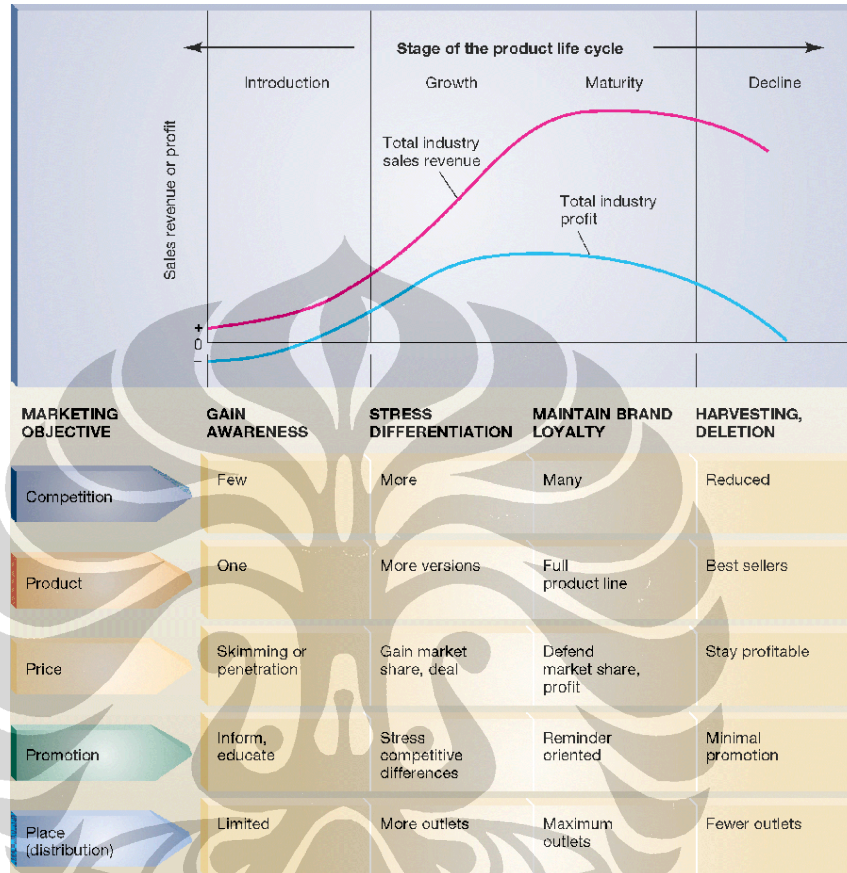 Stage of the product life cycle
Introduction
Growth
Maturity
Decline
Sales revenue or profit
Total industry
sales revenue
Total industry
profit
+
0
−
MARKETING
OBJECTIVE
GAIN
AWARENESS
STRESS
DIFFERENTIATION
MAINTAIN BRAND
LOYALTY
HARVESTING,
DELETION
Competition
Few
More
Many
Reduced
Product
One
More versions
Full
product line
Best sellers
Price
Skimming or
penetration
Gain market
share, deal
Defend
market share,
profit
Stay profitable
Promotion
Inform,
educate
Stress
competitive
differences
Reminder
oriented
Minimal
promotion
Place
(distribution)
Limited
More outlets
Maximum
outlets
Fewer outlets